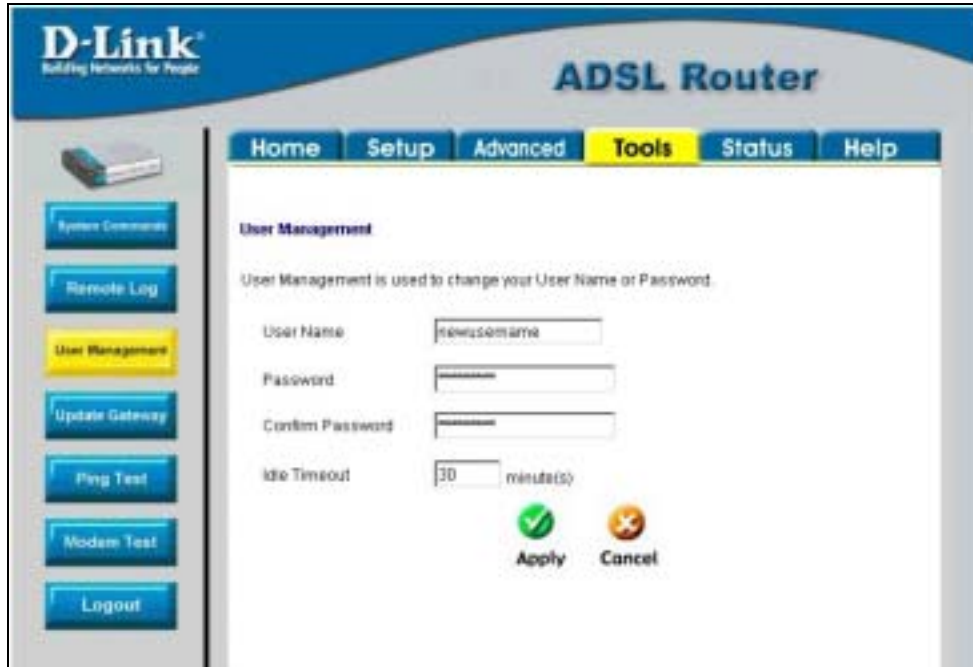 D-Link
Building Networks for People
ADSL Router
Home Setup Advanced Tools Status Help
System Commands
Remote Log
User Management
Update Gateway
Ping Test
Modem Test
Logout
User Management
User Management is used to change your User Name or Password.
User Name newusername
Password
Confirm Password
Idle Timeout 30 minute(s)
Apply Cancel